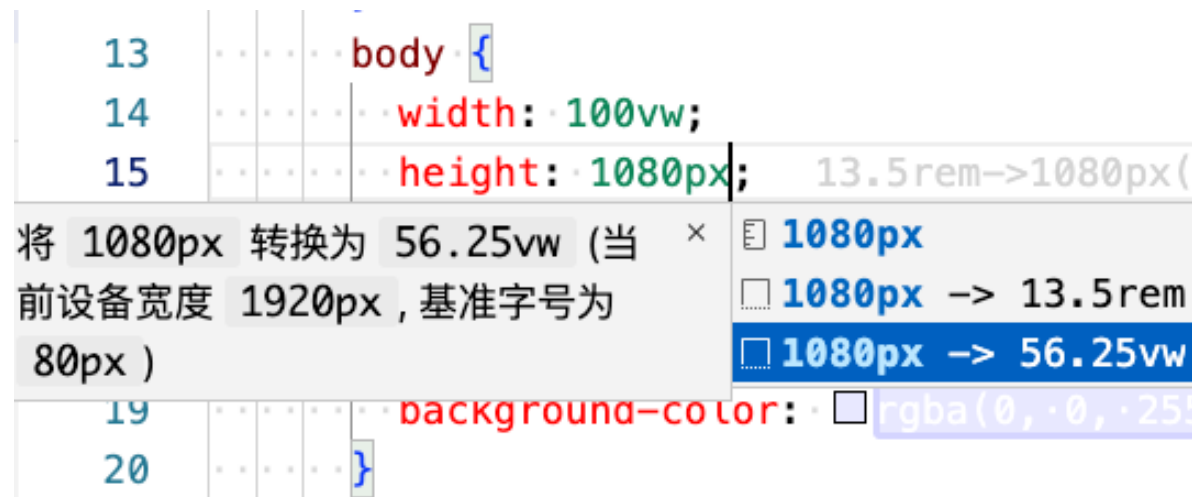 13 body {
14 width: 100vw;
15 height: 1080px; 13.5rem->1080px(
将 1080px 转换为 56.25vw (当 ×
前设备宽度 1920px , 基准字号为
80px )
1080px
1080px -> 13.5rem
1080px -> 56.25vw
19 background-color: rgba(0, 0, 255
20 }